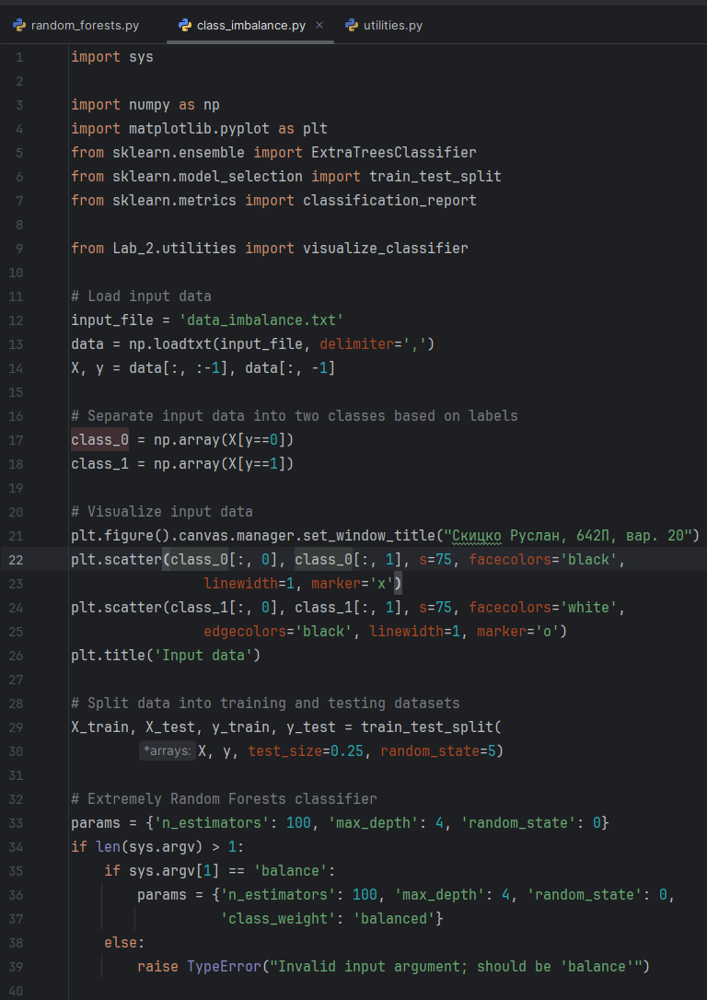 random_forests.py class_imbalance.py × utilities.py
1 import sys
2
3 import numpy as np
4 import matplotlib.pyplot as plt
5 from sklearn.ensemble import ExtraTreesClassifier
6 from sklearn.model_selection import train_test_split
7 from sklearn.metrics import classification_report
8
9 from Lab_2.utilities import visualize_classifier
10
11 # Load input data
12 input_file = 'data_imbalance.txt'
13 data = np.loadtxt(input_file, delimiter=',')
14 X, y = data[:, :-1], data[:, -1]
15
16 # Separate input data into two classes based on labels
17 class_0 = np.array(X[y==0])
18 class_1 = np.array(X[y==1])
19
20 # Visualize input data
21 plt.figure().canvas.manager.set_window_title("Скицко Руслан, 642П, вар. 20")
22 plt.scatter(class_0[:, 0], class_0[:, 1], s=75, facecolors='black',
23                 linewidth=1, marker='x')
24 plt.scatter(class_1[:, 0], class_1[:, 1], s=75, facecolors='white',
25                 edgecolors='black', linewidth=1, marker='o')
26 plt.title('Input data')
27
28 # Split data into training and testing datasets
29 X_train, X_test, y_train, y_test = train_test_split(
30         *arrays: X, y, test_size=0.25, random_state=5)
31
32 # Extremely Random Forests classifier
33 params = {'n_estimators': 100, 'max_depth': 4, 'random_state': 0}
34 if len(sys.argv) > 1:
35     if sys.argv[1] == 'balance':
36         params = {'n_estimators': 100, 'max_depth': 4, 'random_state': 0,
37                   'class_weight': 'balanced'}
38     else:
39         raise TypeError("Invalid input argument; should be 'balance'")
40